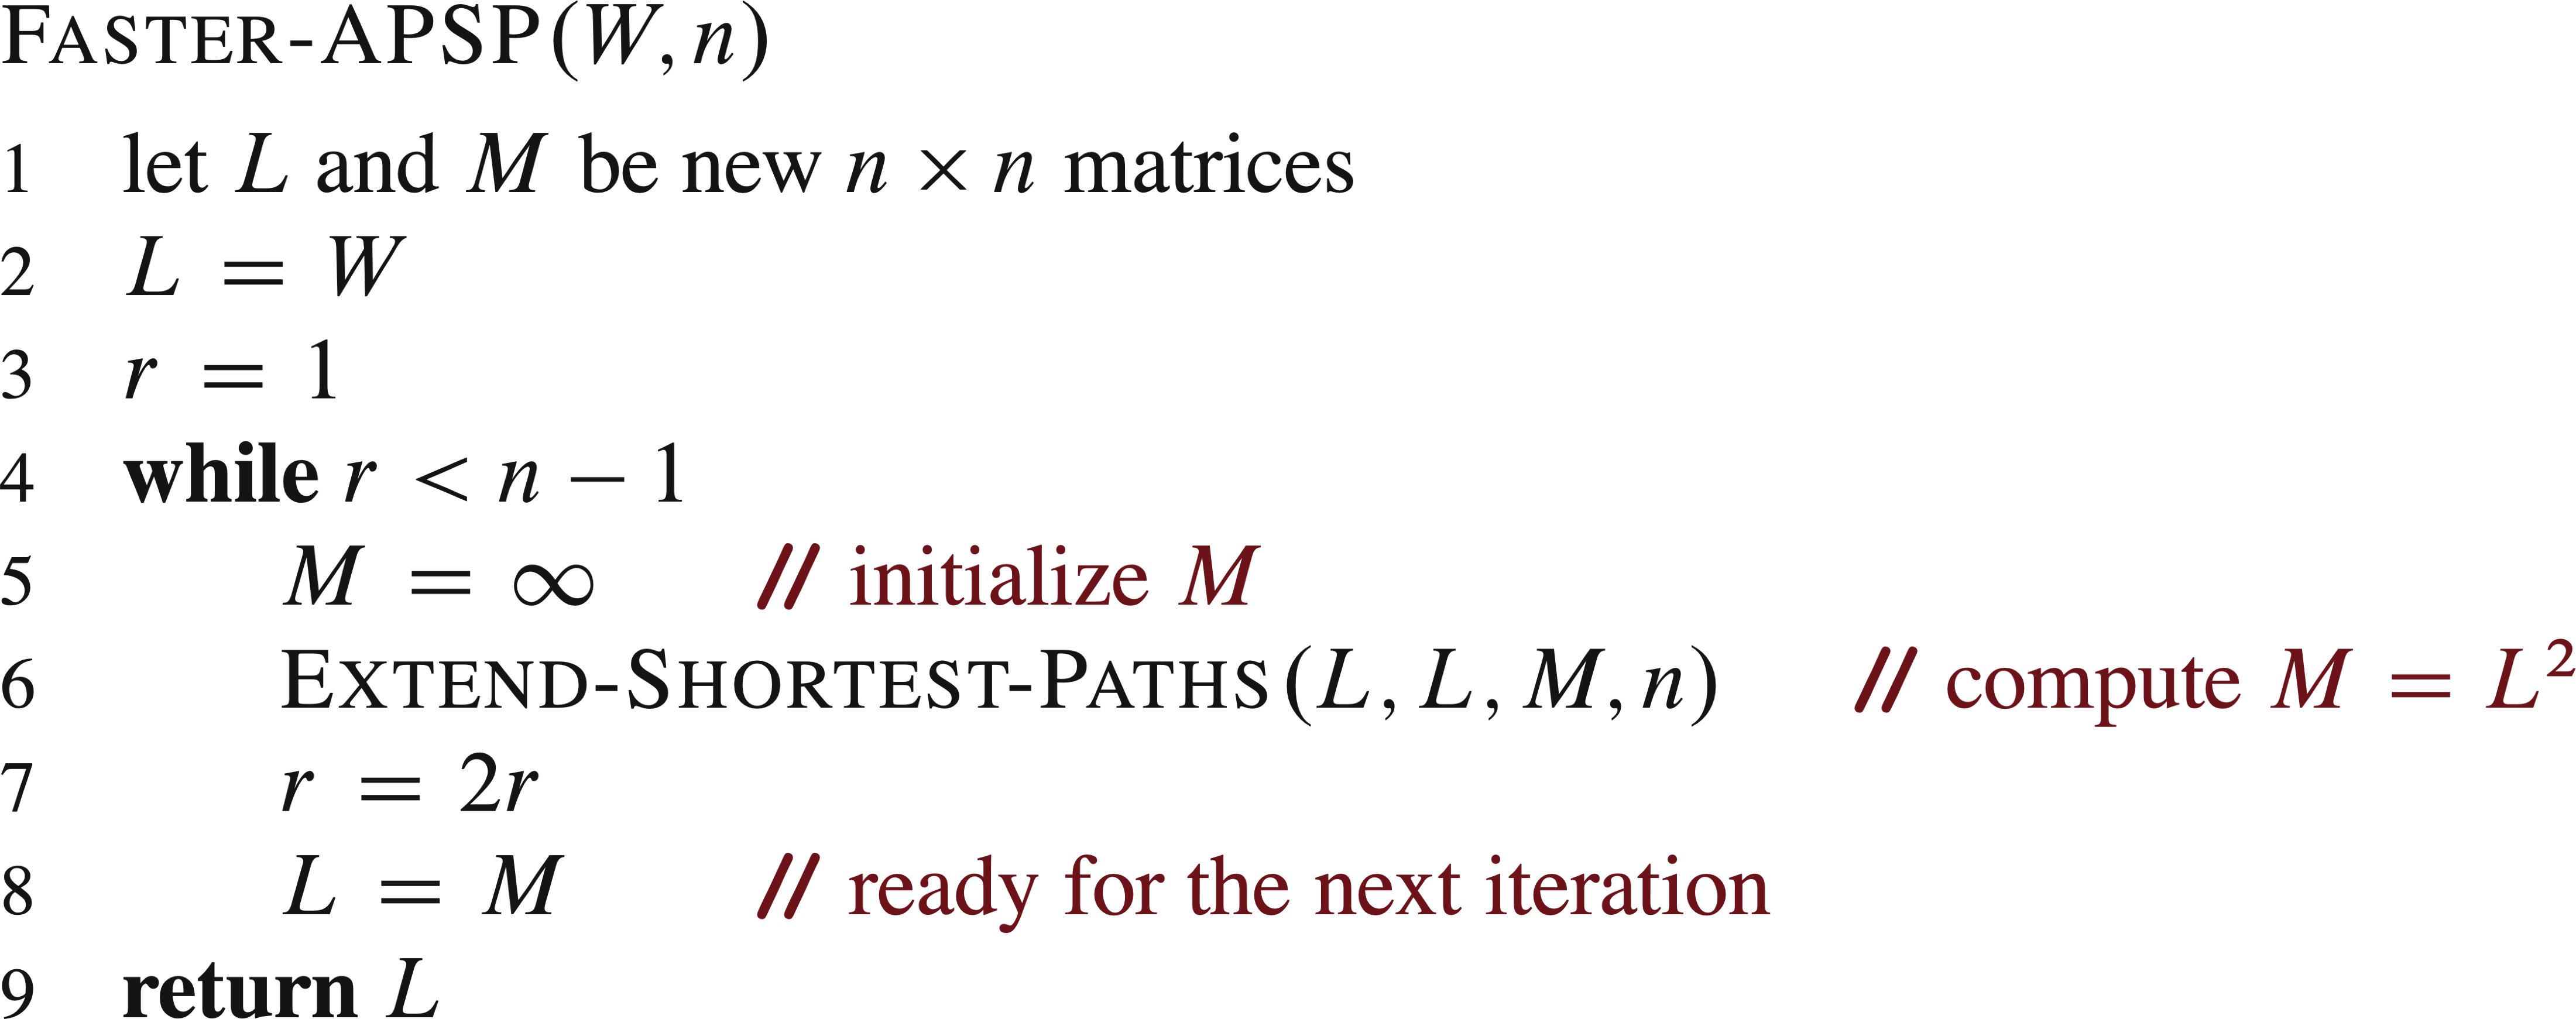 FASTER-APSP(W, n)
1 let L and M be new n × n matrices
2 L = W
3 r = 1
4 while r < n − 1
5 M = ∞ // initialize M
6 EXTEND-SHORTEST-PATHS(L, L, M, n) // compute M = L²
7 r = 2r
8 L = M // ready for the next iteration
9 return L